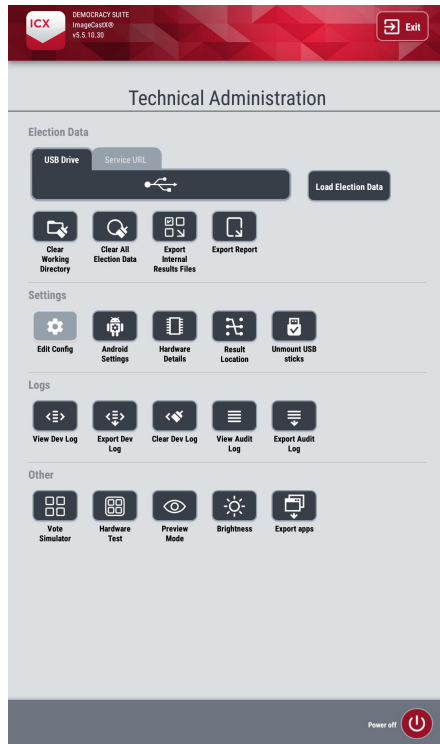 ICX
DEMOCRACY SUITE
ImageCastX®
v5.5.10.30
Exit
Technical Administration
Election Data
USB Drive
Service URL
Load Election Data
Clear
Working
Directory
Clear All
Election Data
Export
Internal
Results Files
Export Report
Settings
Edit Config
Android
Settings
Hardware
Details
Result
Location
Unmount USB
sticks
Logs
View Dev Log
Export Dev
Log
Clear Dev Log
View Audit
Log
Export Audit
Log
Other
Vote
Simulator
Hardware
Test
Preview
Mode
Brightness
Export apps
Power off